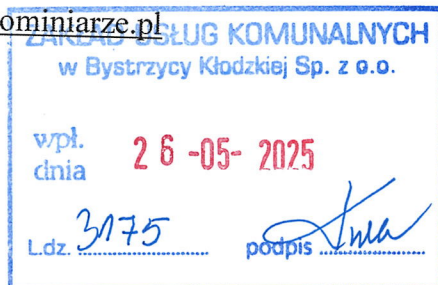 ominiarze.pl
ZAKŁAD USŁUG KOMUNALNYCH
w Bystrzycy Kłodzkiej Sp. z o.o.
wpł.
dnia 26 -05- 2025
L.dz. 3175 podpis